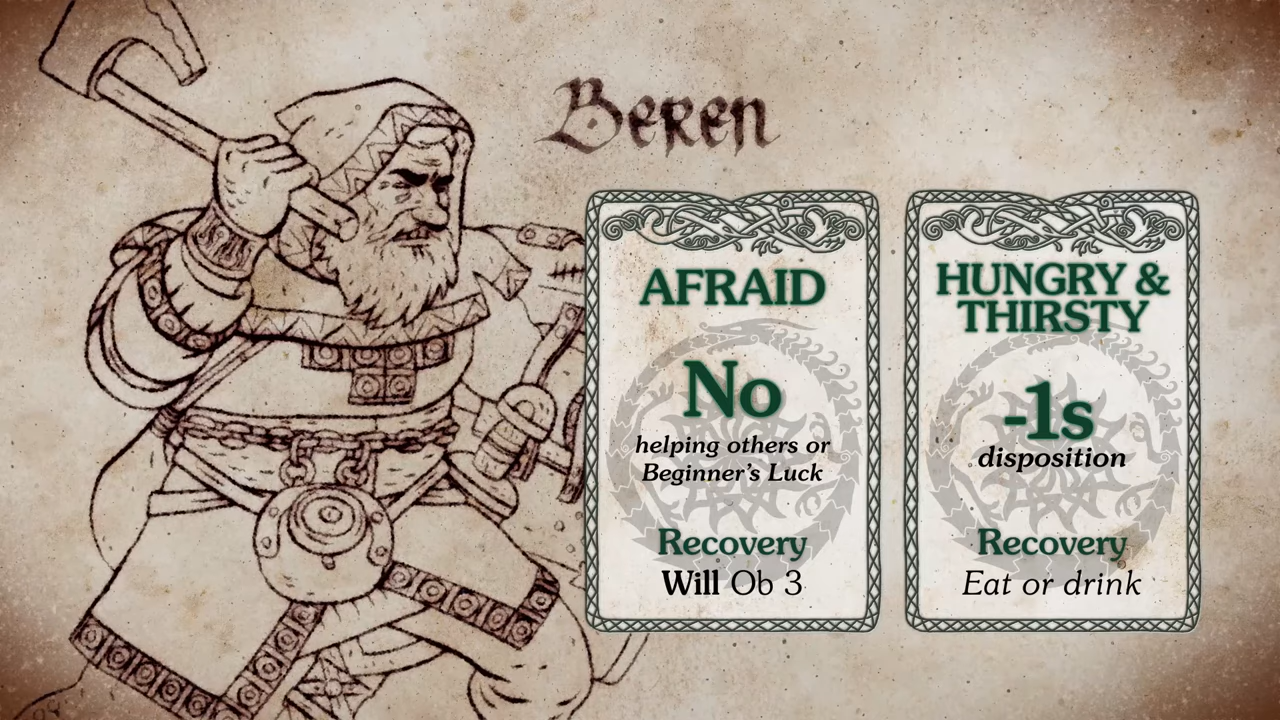 Beren
AFRAID
No
helping others or
Beginner's Luck
Recovery
Will Ob 3
HUNGRY &
THIRSTY
-1s
disposition
Recovery
Eat or drink